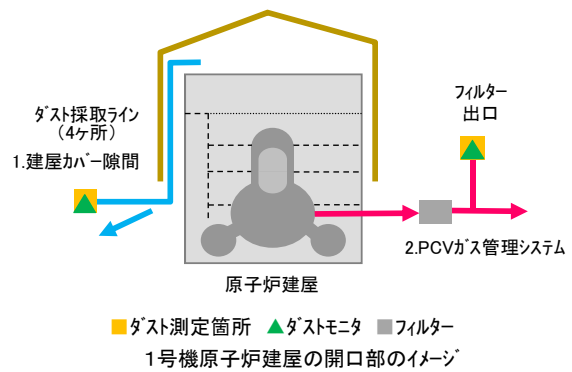 ﾀﾞｽﾄ採取ﾗｲﾝ
（4ヶ所）
1.建屋ｶﾊﾞｰ隙間
ﾌｨﾙﾀｰ
出口
2.PCVｶﾞｽ管理ｼｽﾃﾑ
原子炉建屋
ﾀﾞｽﾄ測定箇所 ﾀﾞｽﾄﾓﾆﾀ ﾌｨﾙﾀｰ
1号機原子炉建屋の開口部のｲﾒｰｼﾞ